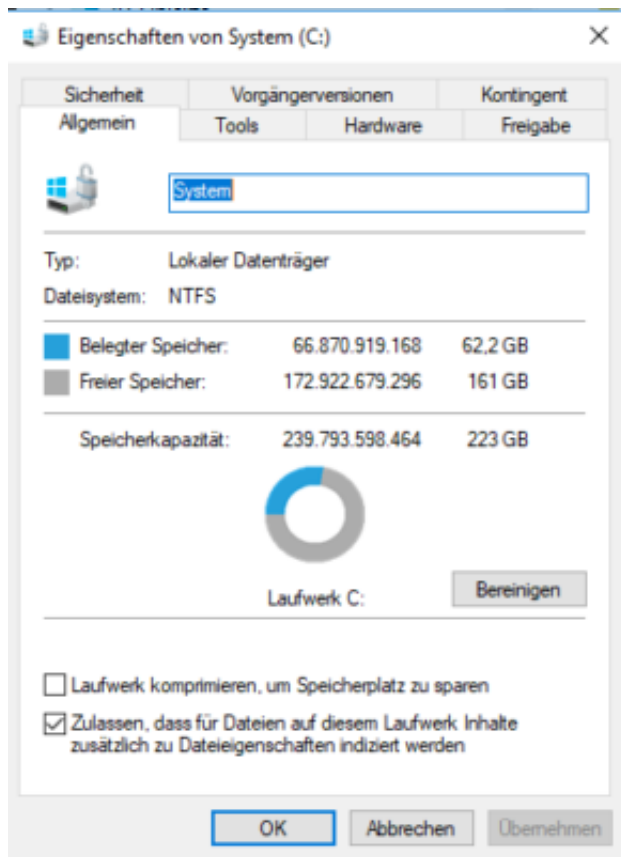 Eigenschaften von System (C:)
Sicherheit Vorgängerversionen Kontingent
Allgemein Tools Hardware Freigabe
System
Typ: Lokaler Datenträger
Dateisystem: NTFS
Belegter Speicher: 66.870.919.168 62,2 GB
Freier Speicher: 172.922.679.296 161 GB
Speicherkapazität: 239.793.598.464 223 GB
Laufwerk C:
Bereinigen
Laufwerk komprimieren, um Speicherplatz zu sparen
Zulassen, dass für Dateien auf diesem Laufwerk Inhalte
zusätzlich zu Dateieigenschaften indiziert werden
OK Abbrechen Übernehmen